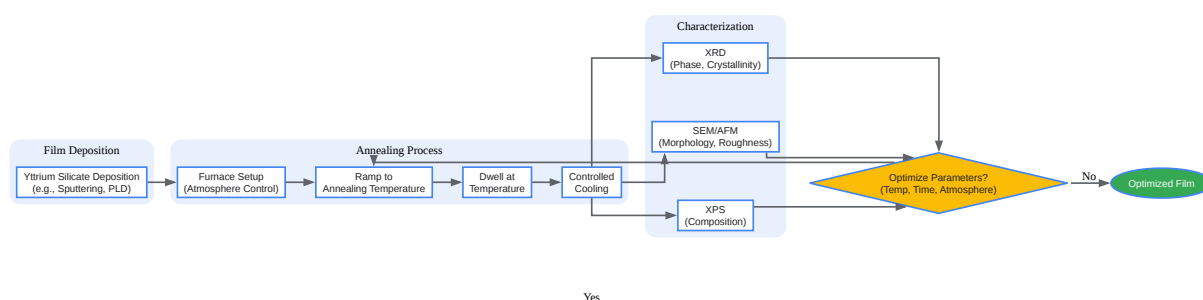 Film Deposition
Yttrium Silicate Deposition
(e.g., Sputtering, PLD)
Annealing Process
Furnace Setup
(Atmosphere Control)
Ramp to
Annealing Temperature
Dwell at
Temperature
Controlled
Cooling
Characterization
XRD
(Phase, Crystallinity)
SEM/AFM
(Morphology, Roughness)
XPS
(Composition)
Optimize Parameters?
(Temp, Time, Atmosphere)
No
Optimized Film
Yes